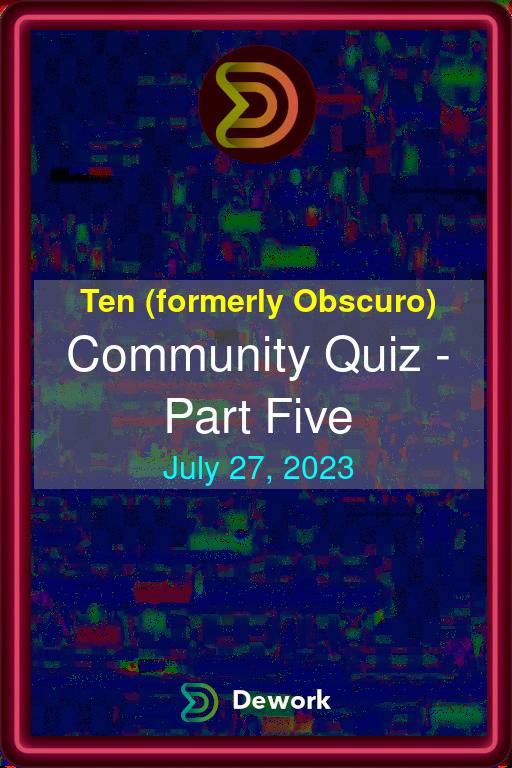 Ten (formerly Obscuro)
Community Quiz -
Part Five
July 27, 2023
Dework